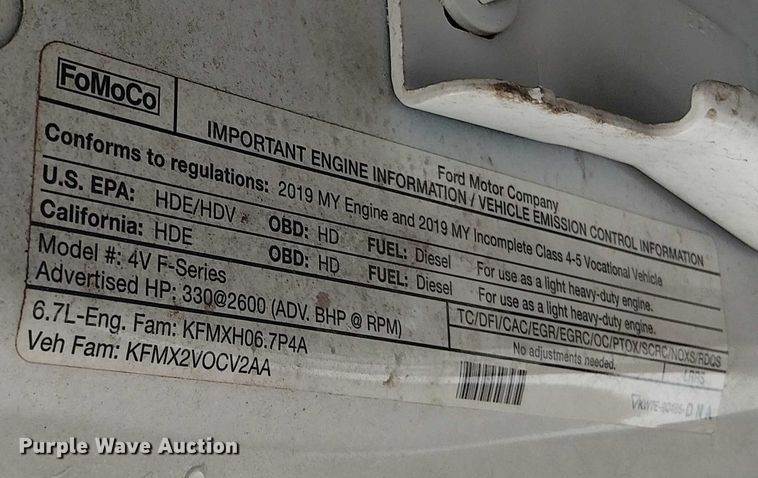 FoMoCo
Ford Motor Company
IMPORTANT ENGINE INFORMATION / VEHICLE EMISSION CONTROL INFORMATION
Conforms to regulations: 2019 MY Engine and 2019 MY Incomplete Class 4-5 Vocational Vehicle
U.S. EPA: HDE/HDV OBD: HD FUEL: Diesel For use as a light heavy-duty engine.
California: HDE OBD: HD FUEL: Diesel For use as a light heavy-duty engine.
Model #: 4V F-Series TC/DFI/CAC/EGR/EGRC/OC/PTOX/SCRC/NOXS/RDQS
Advertised HP: 330@2600 (ADV. BHP @ RPM) No adjustments needed.
6.7L-Eng. Fam: KFMXH06.7P4A
Veh Fam: KFMX2VOCV2AA
D N A
Purple Wave Auction